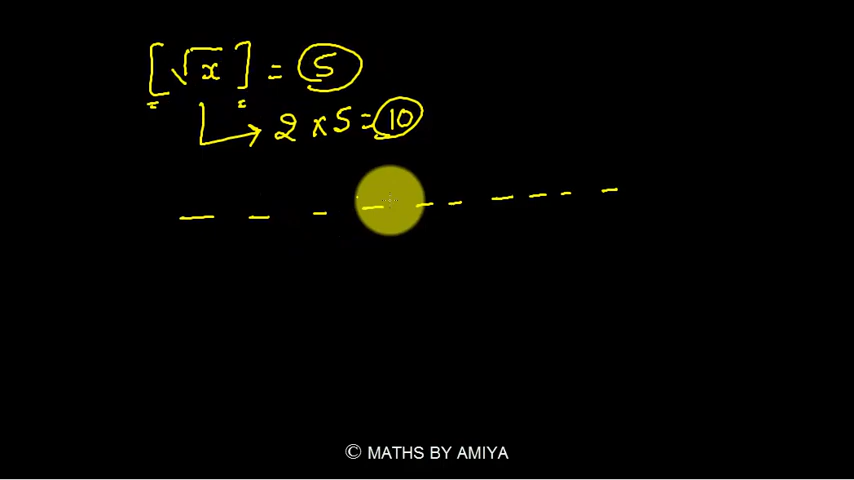 [√x] = 5
2 x 5 = 10
© MATHS BY AMIYA